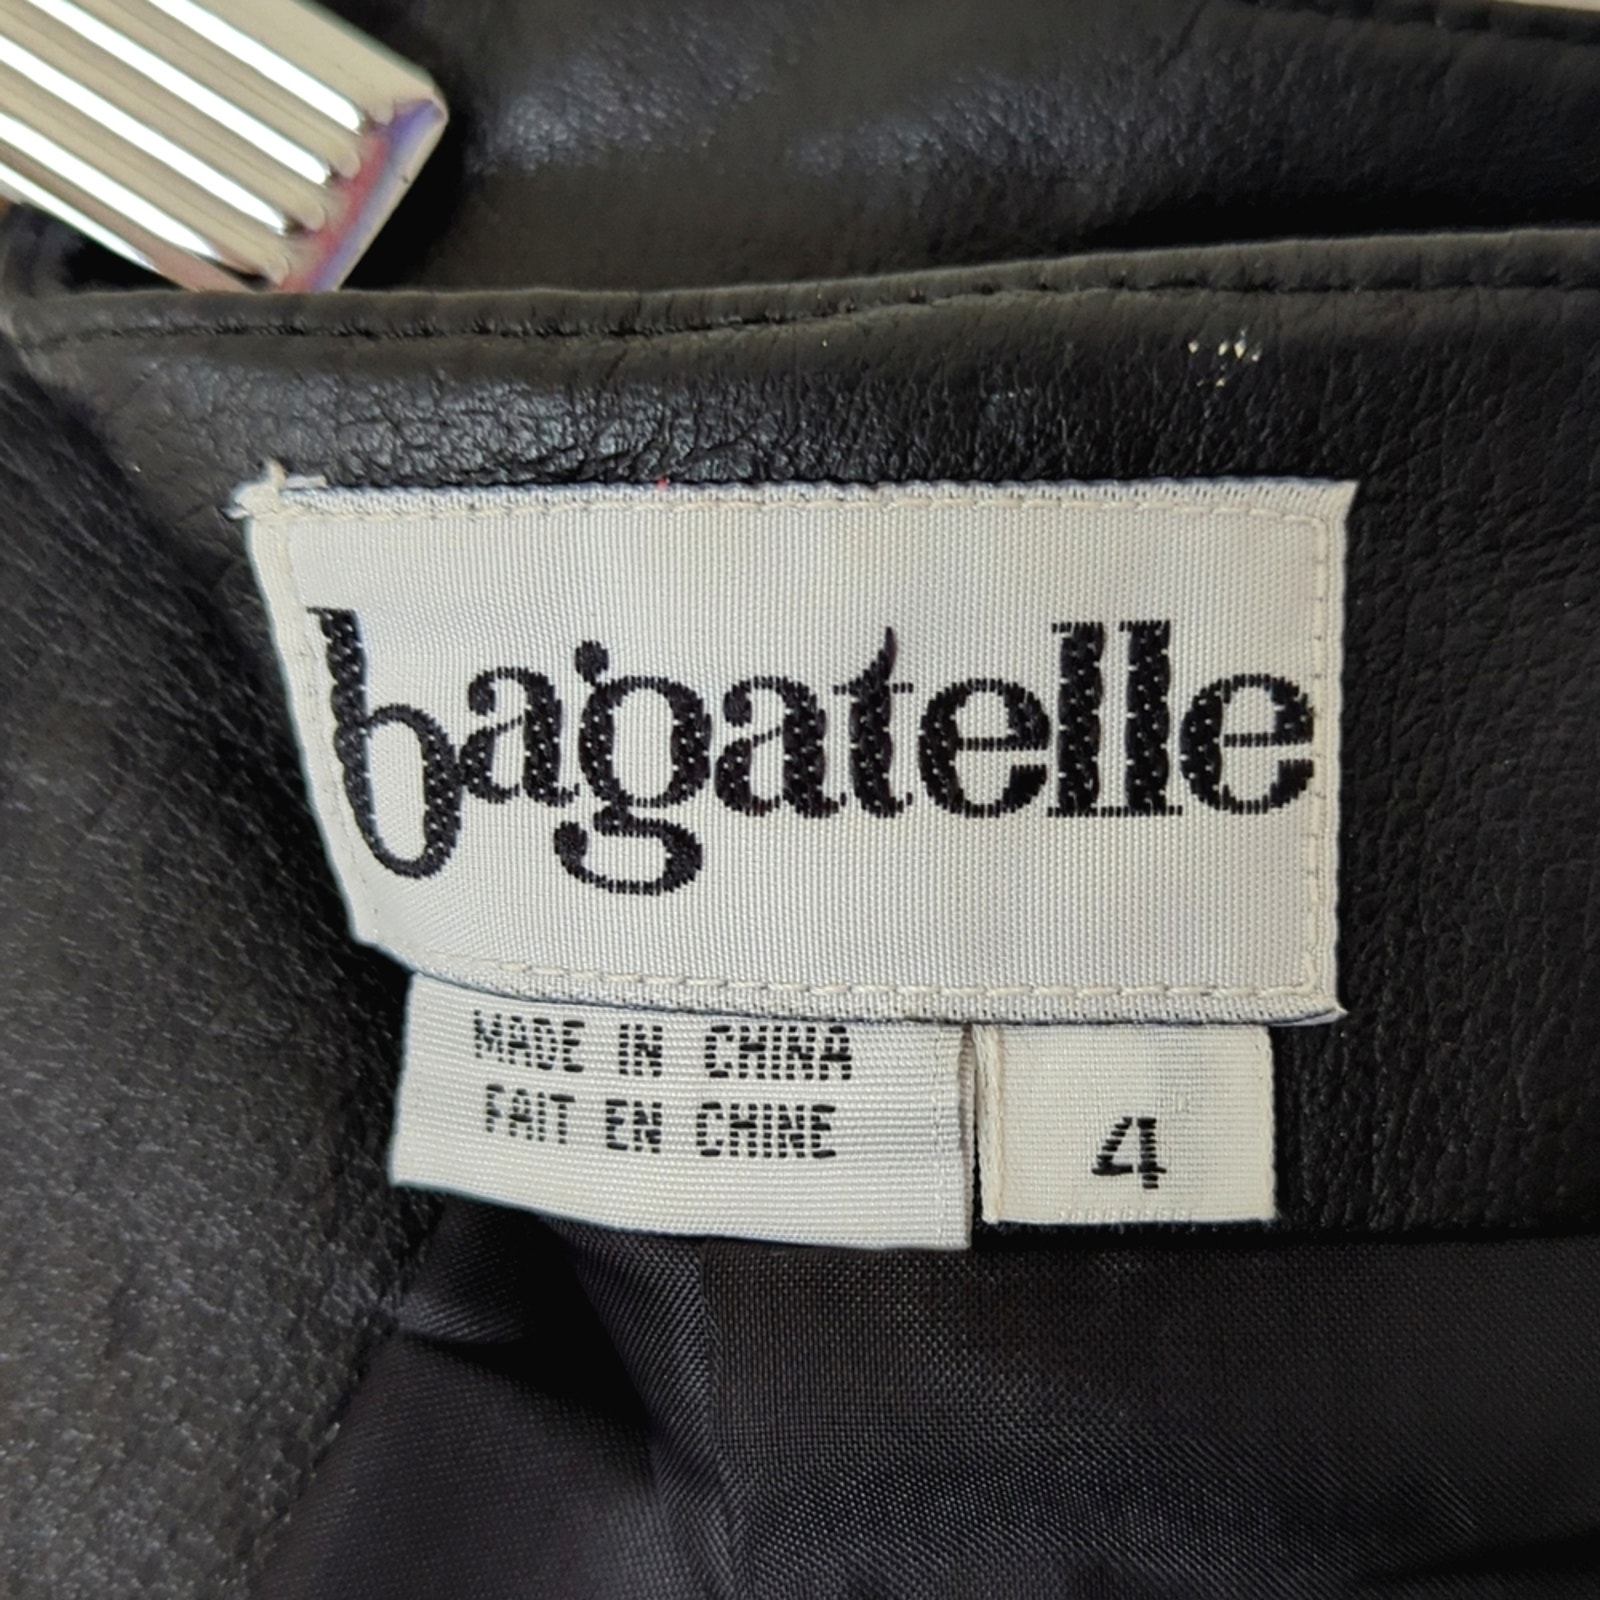 bagatelle
MADE IN CHINA
FAIT EN CHINE
4